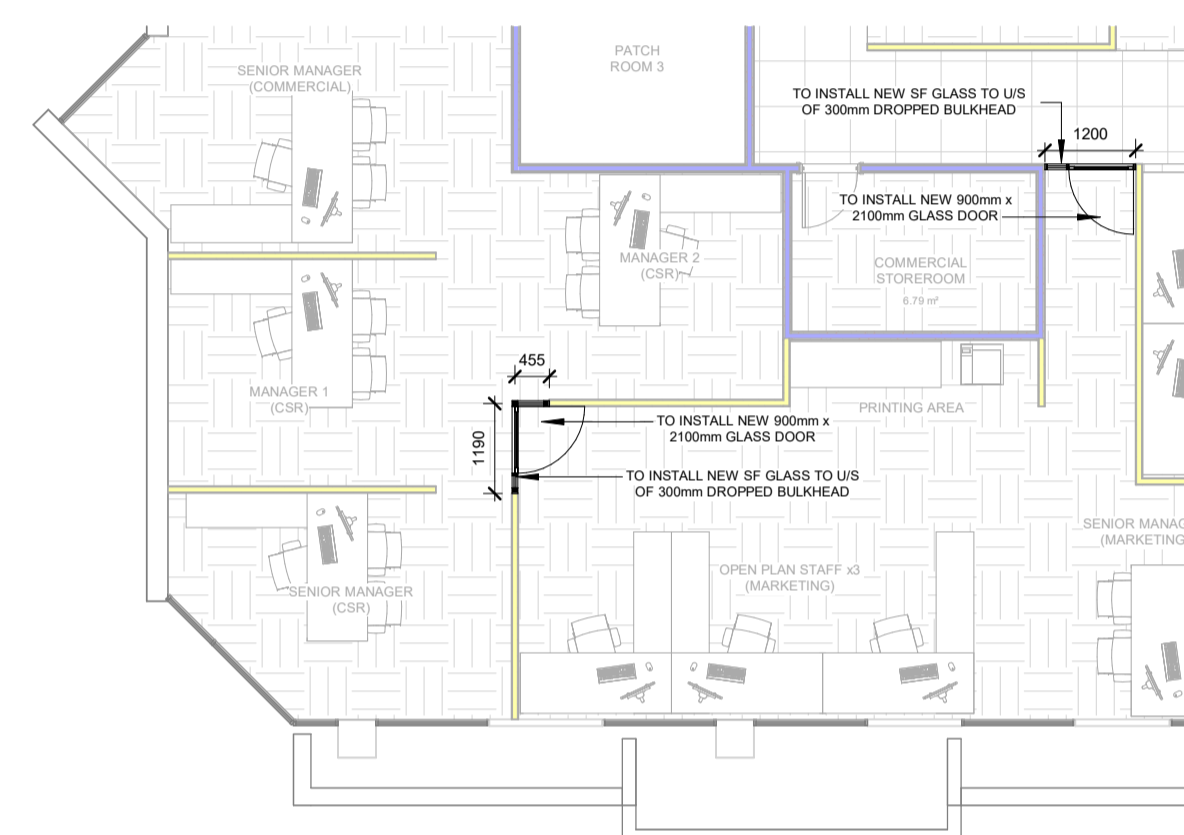 PATCH
ROOM 3
SENIOR MANAGER
(COMMERCIAL)
TO INSTALL NEW SF GLASS TO U/S
OF 300mm DROPPED BULKHEAD
1200
TO INSTALL NEW 900mm x
2100mm GLASS DOOR
MANAGER 2
(CSR)
COMMERCIAL
STOREROOM
6.79 m²
455
MANAGER 1
(CSR)
PRINTING AREA
TO INSTALL NEW 900mm x
2100mm GLASS DOOR
1190
TO INSTALL NEW SF GLASS TO U/S
OF 300mm DROPPED BULKHEAD
SENIOR MANAG
(MARKETING
OPEN PLAN STAFF x3
(MARKETING)
SENIOR MANAGER
(CSR)